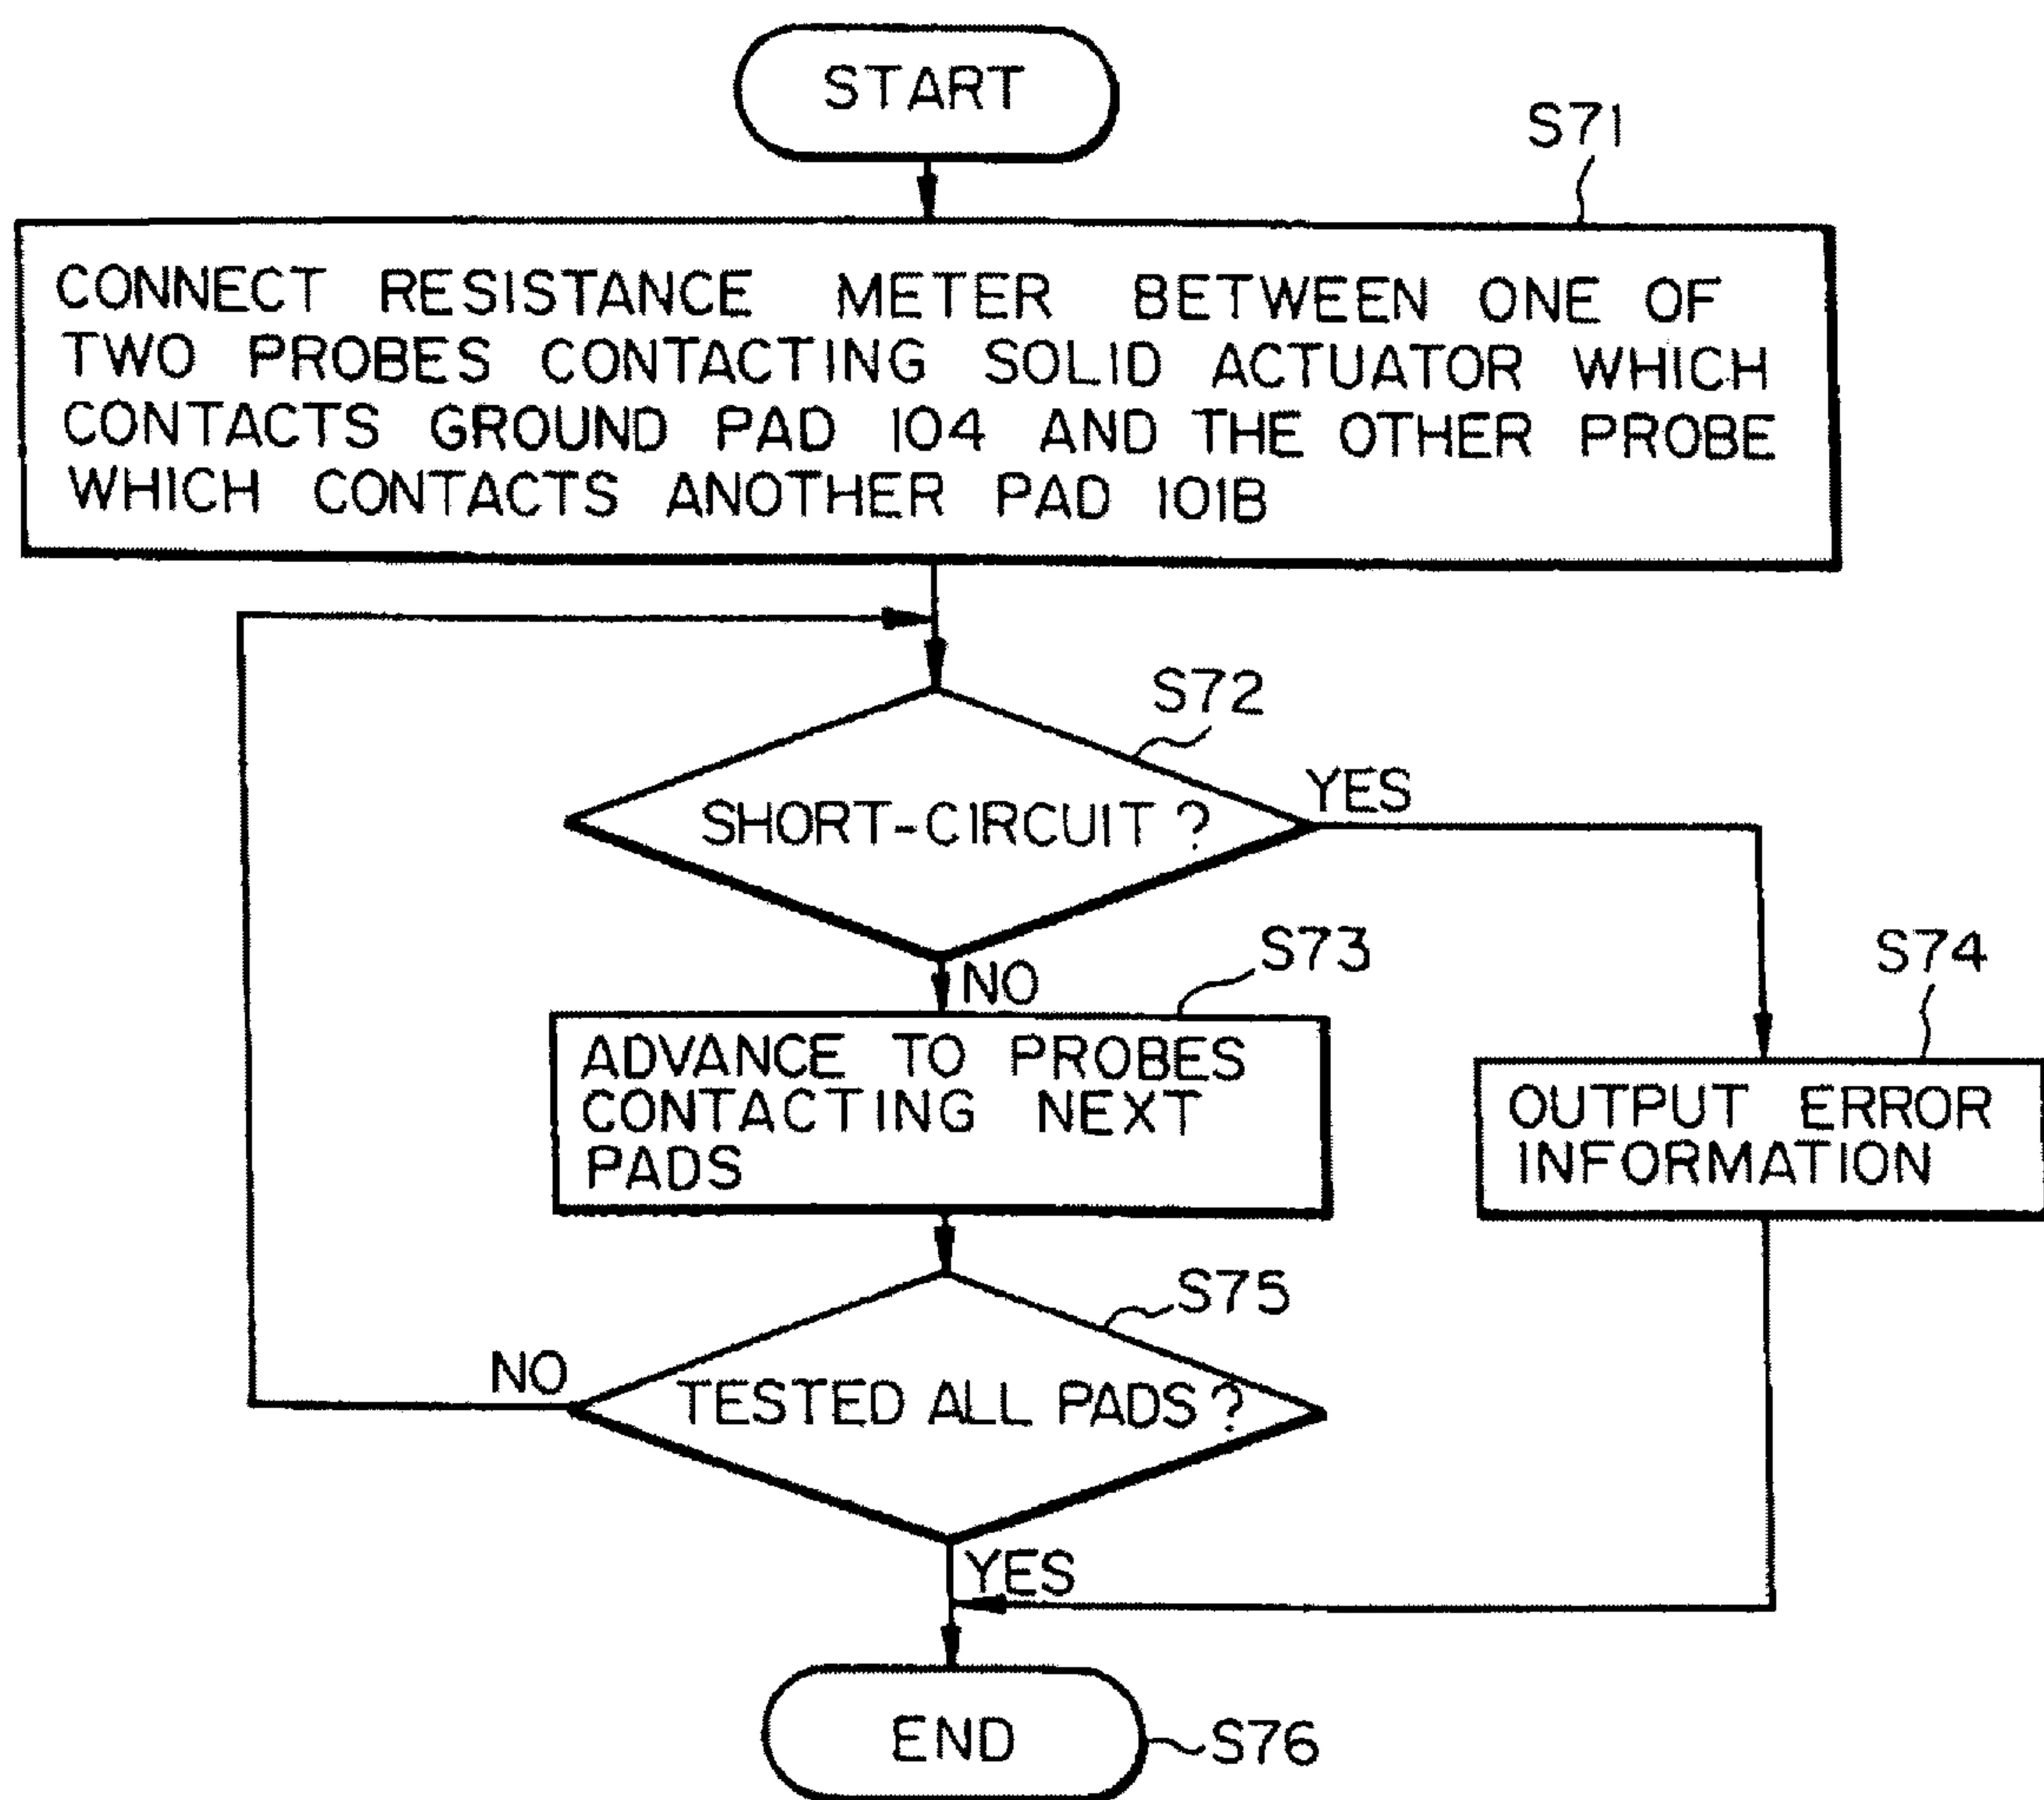 START
S71
CONNECT RESISTANCE METER BETWEEN ONE OF
TWO PROBES CONTACTING SOLID ACTUATOR WHICH
CONTACTS GROUND PAD 104 AND THE OTHER PROBE
WHICH CONTACTS ANOTHER PAD 101B
S72
SHORT-CIRCUIT?
YES
NO
S73
ADVANCE TO PROBES
CONTACTING NEXT
PADS
S74
OUTPUT ERROR
INFORMATION
S75
TESTED ALL PADS?
NO
YES
END
S76